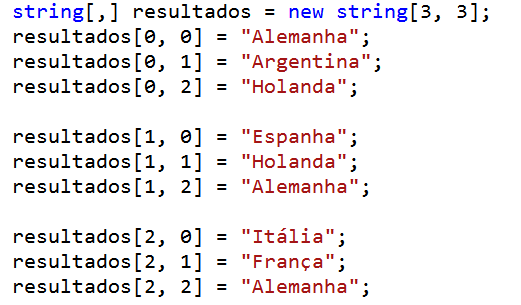 string[,] resultados = new string[3, 3];
resultados[0, 0] = "Alemanha";
resultados[0, 1] = "Argentina";
resultados[0, 2] = "Holanda";
resultados[1, 0] = "Espanha";
resultados[1, 1] = "Holanda";
resultados[1, 2] = "Alemanha";
resultados[2, 0] = "Itália";
resultados[2, 1] = "França";
resultados[2, 2] = "Alemanha";